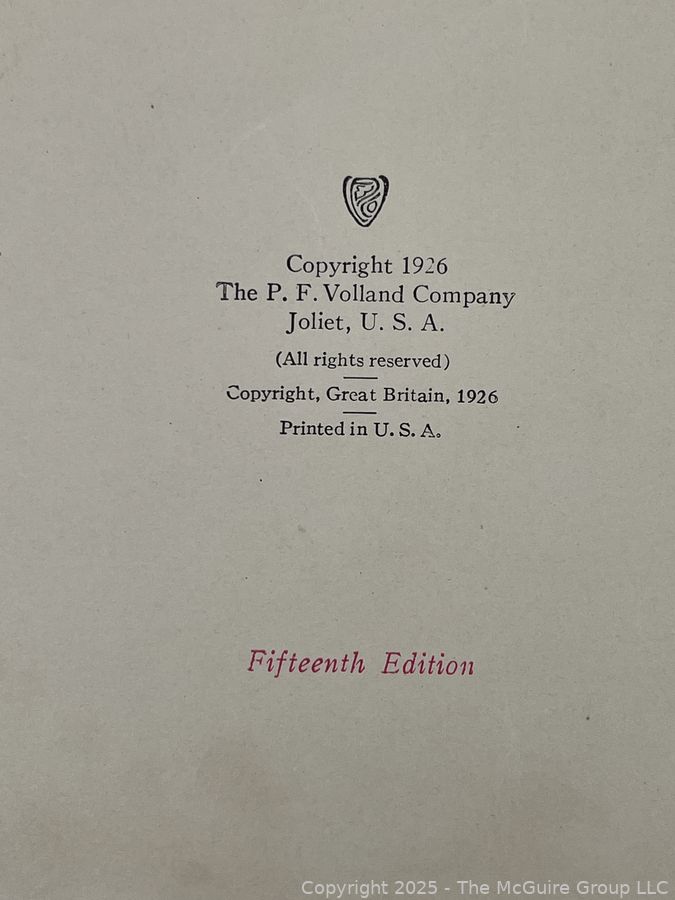 Copyright 1926
The P. F. Volland Company
Joliet, U. S. A.
(All rights reserved)
Copyright, Great Britain, 1926
Printed in U. S. A.
Fifteenth Edition
Copyright 2025 - The McGuire Group LLC